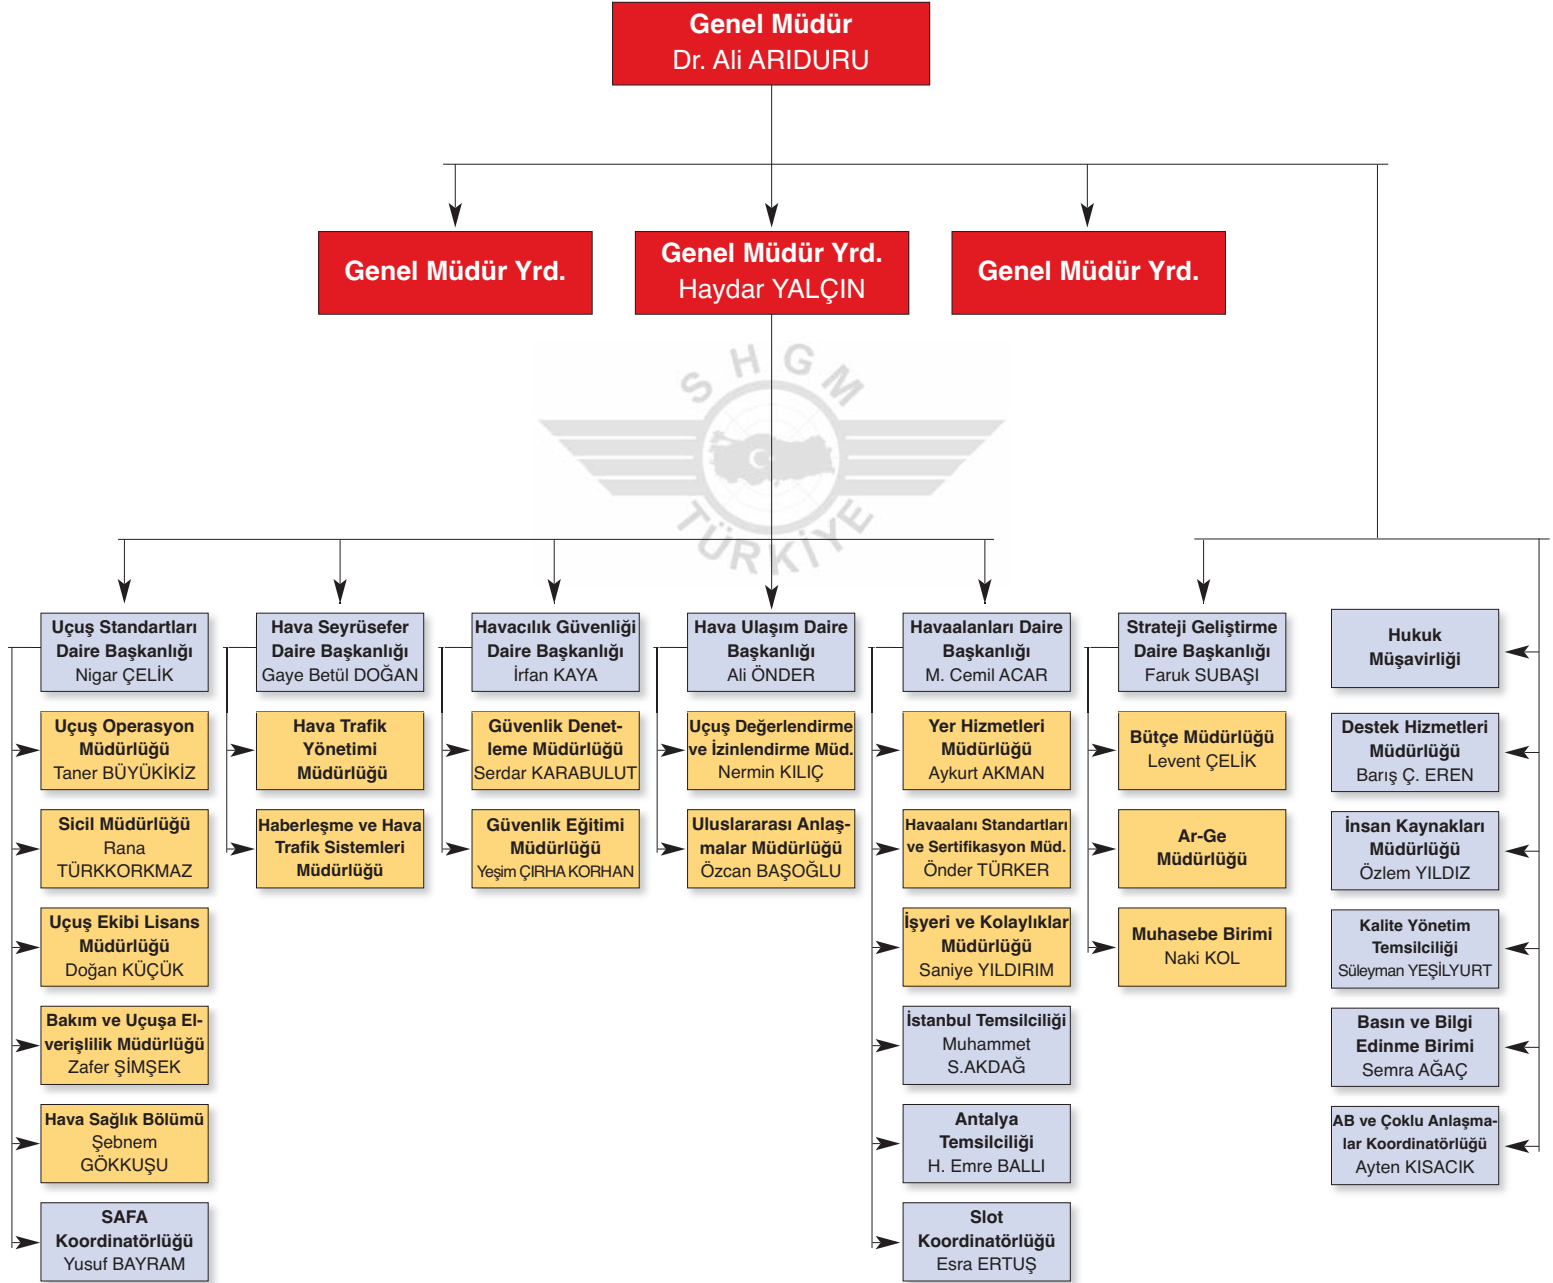 Genel Müdür
Dr. Ali ARIDURU
Genel Müdür Yrd.
Genel Müdür Yrd.
Haydar YALÇIN
Genel Müdür Yrd.
SHGM
TÜRKİYE
Uçuş Standartları
Daire Başkanlığı
Nigar ÇELİK
Uçuş Operasyon
Müdürlüğü
Taner BÜYÜKİKİZ
Sicil Müdürlüğü
Rana
TÜRKKORKMAZ
Uçuş Ekibi Lisans
Müdürlüğü
Doğan KÜÇÜK
Bakım ve Uçuşa El-
verişlilik Müdürlüğü
Zafer ŞİMŞEK
Hava Sağlık Bölümü
Şebnem
GÖKKUŞU
SAFA
Koordinatörlüğü
Yusuf BAYRAM
Hava Seyrüsefer
Daire Başkanlığı
Gaye Betül DOĞAN
Hava Trafik
Yönetimi
Müdürlüğü
Haberleşme ve Hava
Trafik Sistemleri
Müdürlüğü
Havacılık Güvenliği
Daire Başkanlığı
İrfan KAYA
Güvenlik Denet-
leme Müdürlüğü
Serdar KARABULUT
Güvenlik Eğitimi
Müdürlüğü
Yeşim ÇIRHA KORHAN
Hava Ulaşım Daire
Başkanlığı
Ali ÖNDER
Uçuş Değerlendirme
ve İzinlendirme Müd.
Nermin KILIÇ
Uluslararası Anlaş-
malar Müdürlüğü
Özcan BAŞOĞLU
Havaalanları Daire
Başkanlığı
M. Cemil ACAR
Yer Hizmetleri
Müdürlüğü
Aykurt AKMAN
Havaalanı Standartları
ve Sertifikasyon Müd.
Önder TÜRKER
İşyeri ve Kolaylıklar
Müdürlüğü
Saniye YILDIRIM
İstanbul Temsilciliği
Muhammet
S.AKDAĞ
Antalya
Temsilciliği
H. Emre BALLI
Slot
Koordinatörlüğü
Esra ERTUŞ
Strateji Geliştirme
Daire Başkanlığı
Faruk SUBAŞI
Bütçe Müdürlüğü
Levent ÇELİK
Ar-Ge
Müdürlüğü
Muhasebe Birimi
Naki KOL
Hukuk
Müşavirliği
Destek Hizmetleri
Müdürlüğü
Barış Ç. EREN
İnsan Kaynakları
Müdürlüğü
Özlem YILDIZ
Kalite Yönetim
Temsilciliği
Süleyman YEŞİLYURT
Basın ve Bilgi
Edinme Birimi
Semra AĞAÇ
AB ve Çoklu Anlaşma-
lar Koordinatörlüğü
Ayten KISACIK